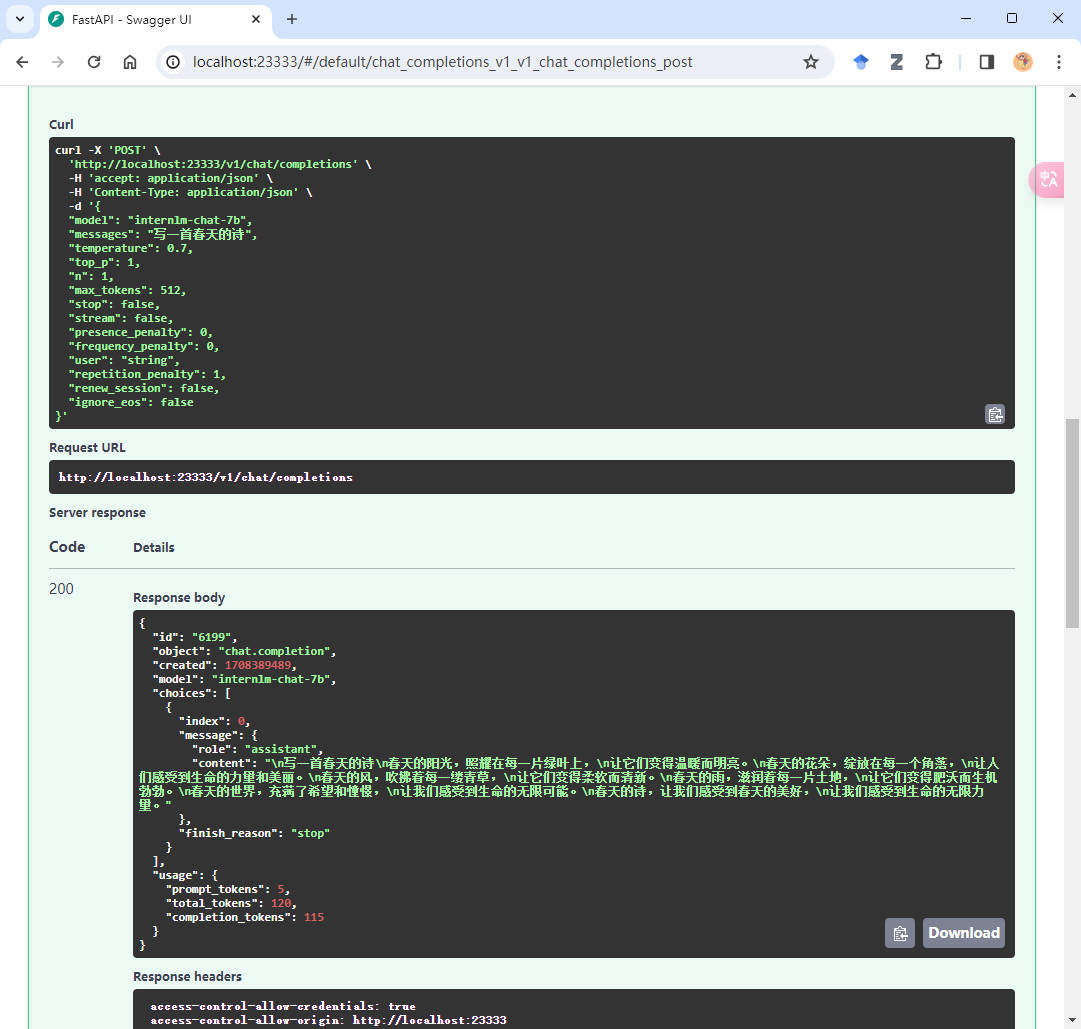 FastAPI - Swagger UI
localhost:23333/#/default/chat_completions_v1_v1_chat_completions_post
Curl
curl -X 'POST' \
  'http://localhost:23333/v1/chat/completions' \
  -H 'accept: application/json' \
  -H 'Content-Type: application/json' \
  -d '{
  "model": "internlm-chat-7b",
  "messages": "写一首春天的诗",
  "temperature": 0.7,
  "top_p": 1,
  "n": 1,
  "max_tokens": 512,
  "stop": false,
  "stream": false,
  "presence_penalty": 0,
  "frequency_penalty": 0,
  "user": "string",
  "repetition_penalty": 1,
  "renew_session": false,
  "ignore_eos": false
}'
Request URL
http://localhost:23333/v1/chat/completions
Server response
Code Details
200
Response body
{
  "id": "6199",
  "object": "chat.completion",
  "created": 1708389489,
  "model": "internlm-chat-7b",
  "choices": [
    {
      "index": 0,
      "message": {
        "role": "assistant",
        "content": "\n写一首春天的诗\n春天的阳光，照耀在每一片绿叶上，\n让它们变得温暖而明亮。\n春天的花朵，绽放在每一个角落，\n让人
们感受到生命的力量和美丽。\n春天的风，吹拂着每一缕青草，\n让它们变得柔软而清新。\n春天的雨，滋润着每一片土地，\n让它们变得肥沃而生机
勃勃。\n春天的世界，充满了希望和憧憬，\n让我们感受到生命的无限可能。\n春天的诗，让我们感受到春天的美好，\n让我们感受到生命的无限力
量。"
      },
      "finish_reason": "stop"
    }
  ],
  "usage": {
    "prompt_tokens": 5,
    "total_tokens": 120,
    "completion_tokens": 115
  }
}
Download
Response headers
access-control-allow-credentials: true
access-control-allow-origin: http://localhost:23333